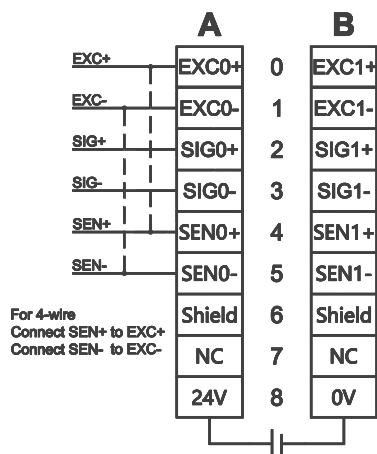 A B
EXC+ EXC0+ 0 EXC1+
EXC- EXC0- 1 EXC1-
SIG+ SIG0+ 2 SIG1+
SIG- SIG0- 3 SIG1-
SEN+ SEN0+ 4 SEN1+
SEN- SEN0- 5 SEN1-
Shield 6 Shield
NC 7 NC
24V 8 0V
For 4-wire
Connect SEN+ to EXC+
Connect SEN- to EXC-